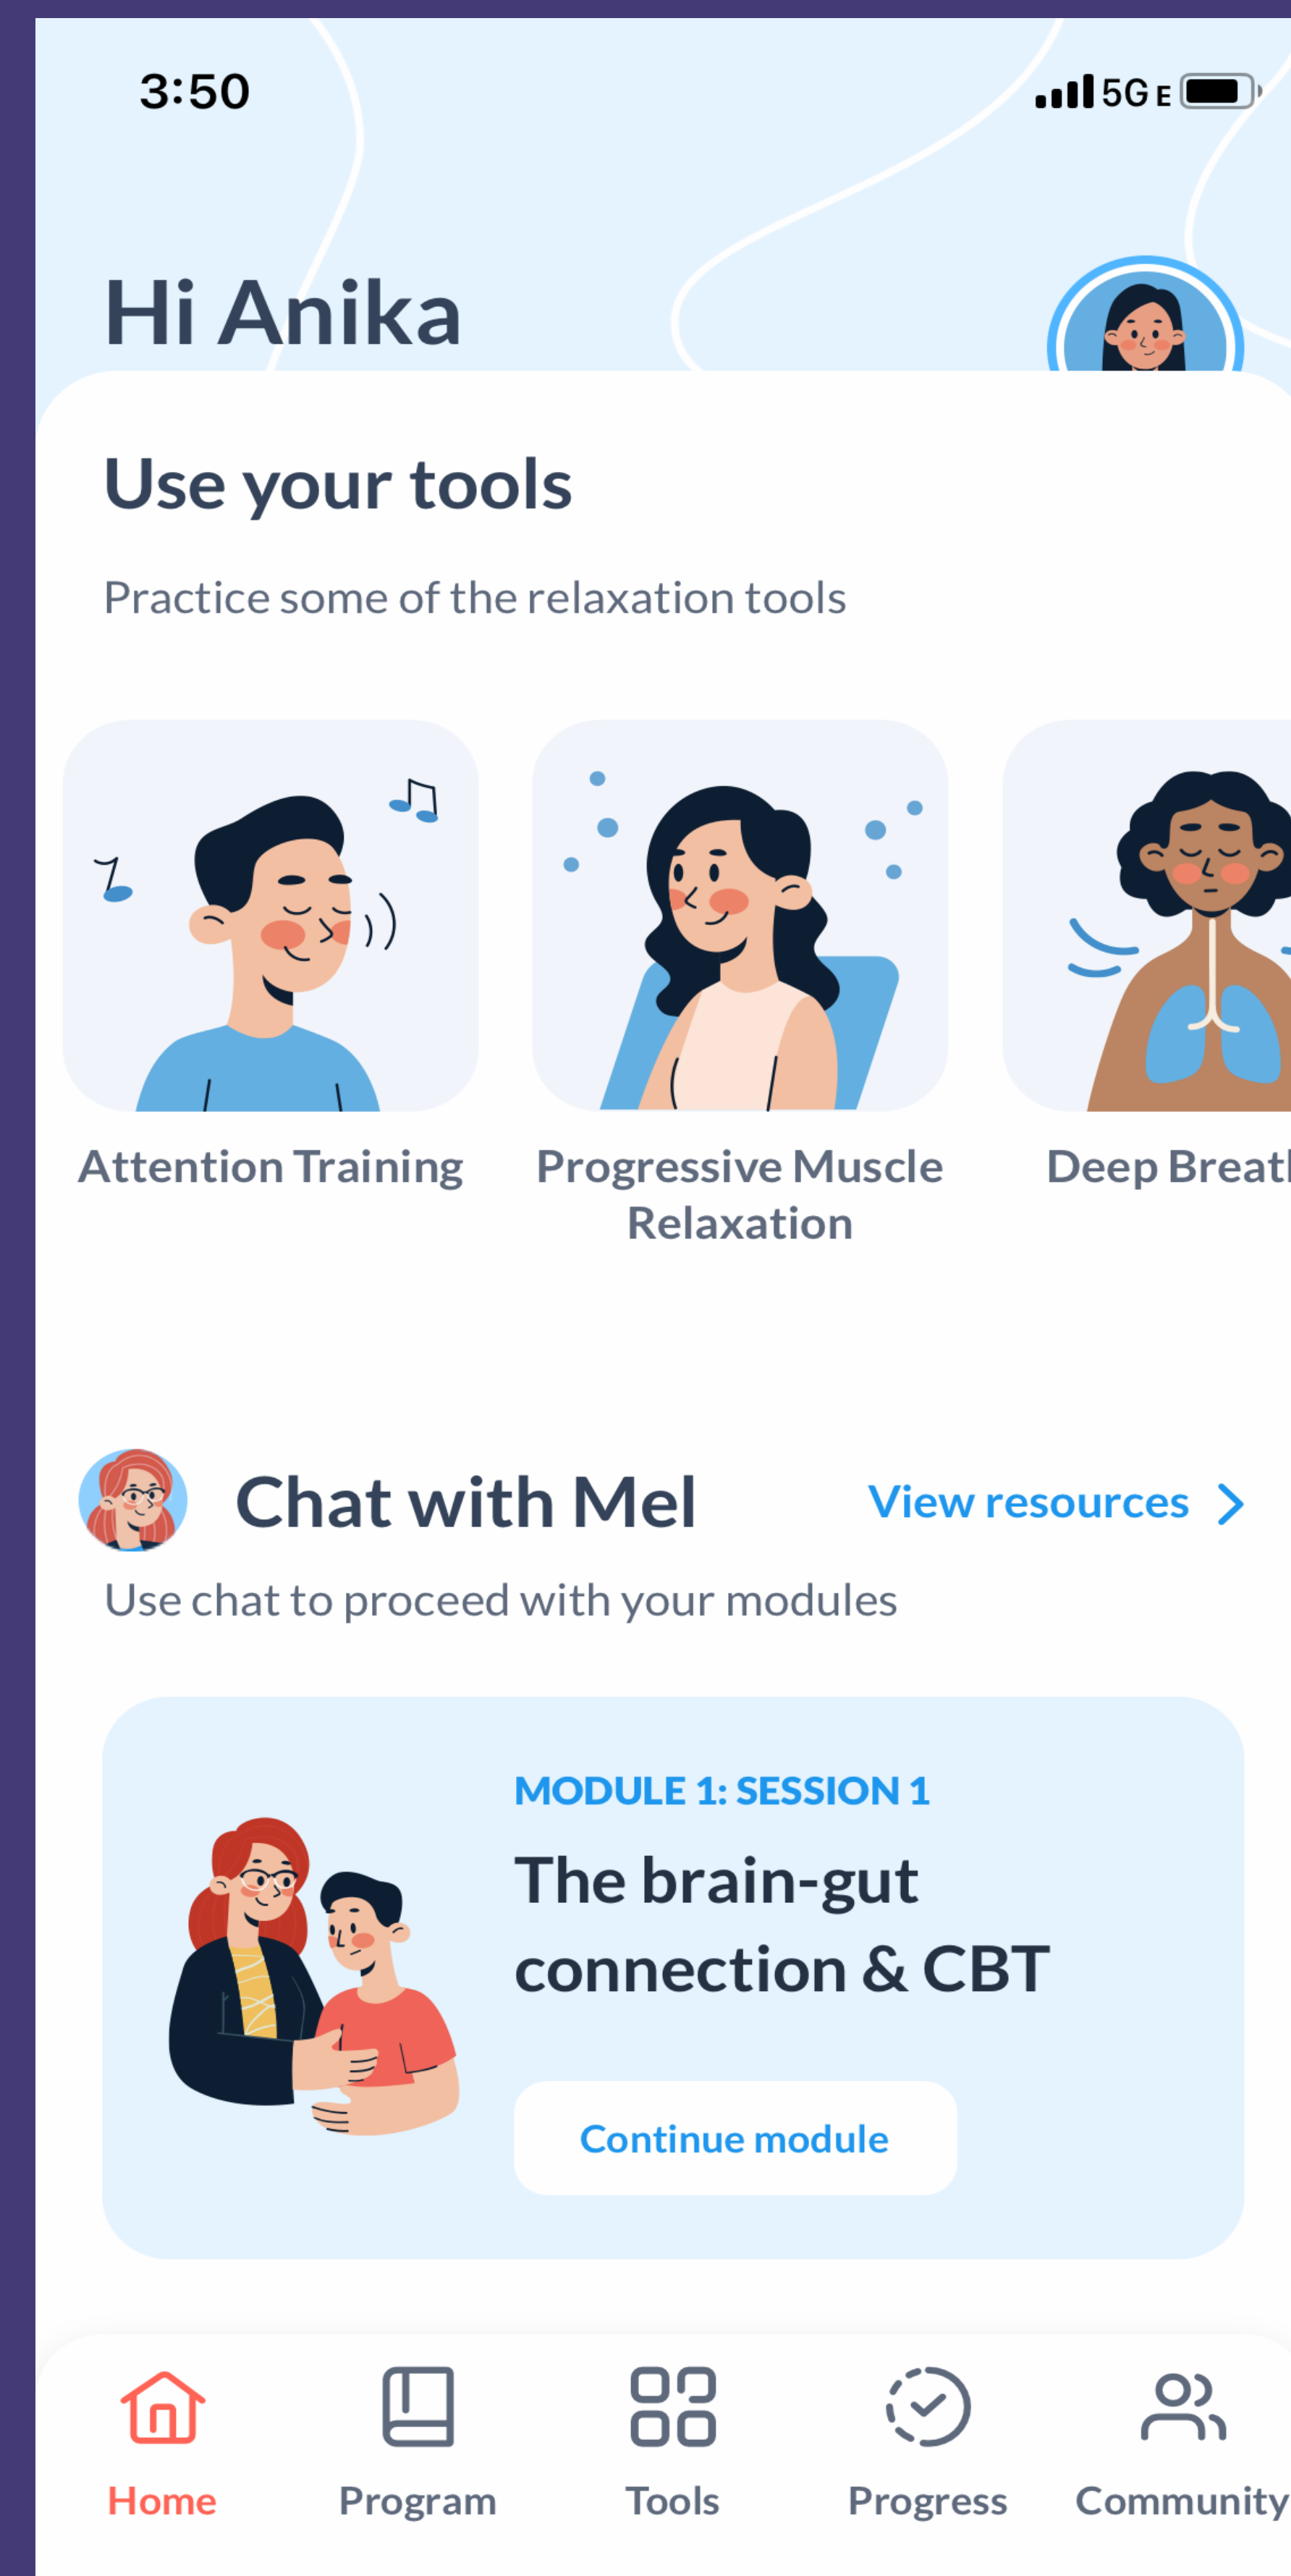 3:50
5G E
Hi Anika
Use your tools
Practice some of the relaxation tools
Attention Training
Progressive Muscle
Relaxation
Deep
Chat with Mel
View resources
Use chat to proceed with your modules
MODULE 1: SESSION 1
The brain-gut
connection & CBT
Continue module
Home
Program
Tools
Progress
Community